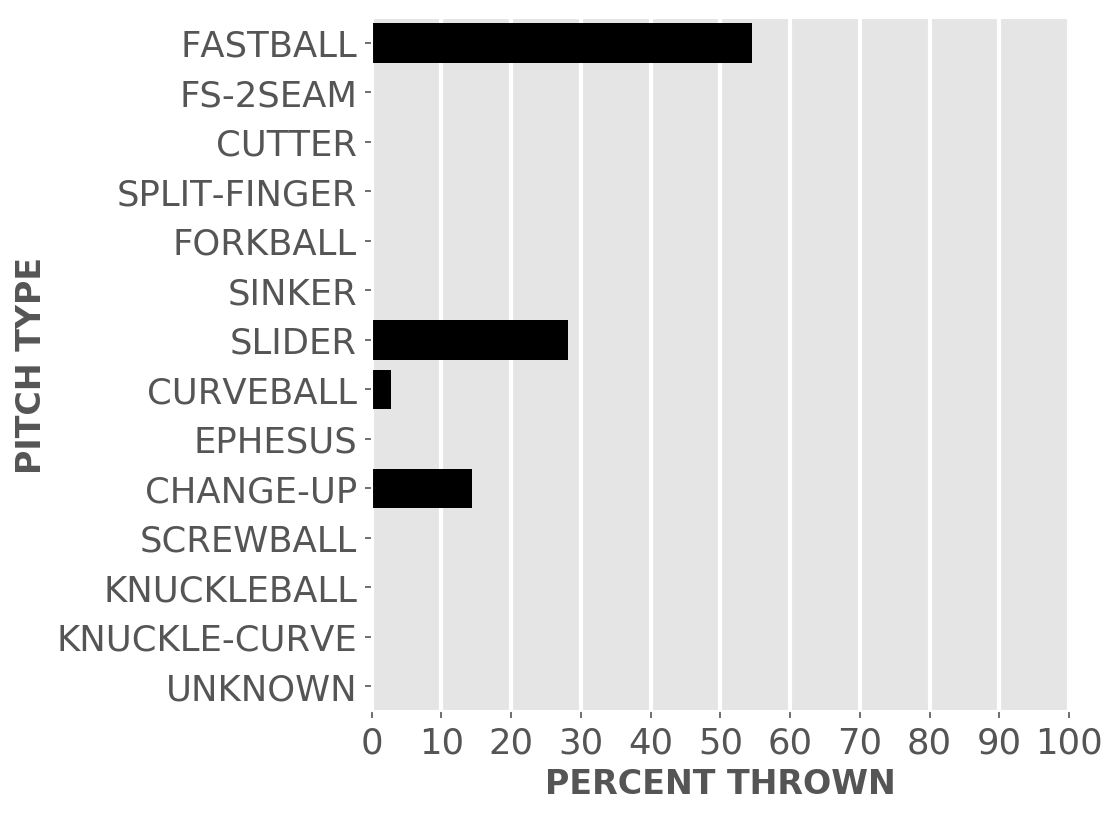 FASTBALL
FS-2SEAM
CUTTER
SPLIT-FINGER
FORKBALL
SINKER
SLIDER
CURVEBALL
EPHESUS
CHANGE-UP
SCREWBALL
KNUCKLEBALL
KNUCKLE-CURVE
UNKNOWN
PITCH TYPE
0 10 20 30 40 50 60 70 80 90 100
PERCENT THROWN